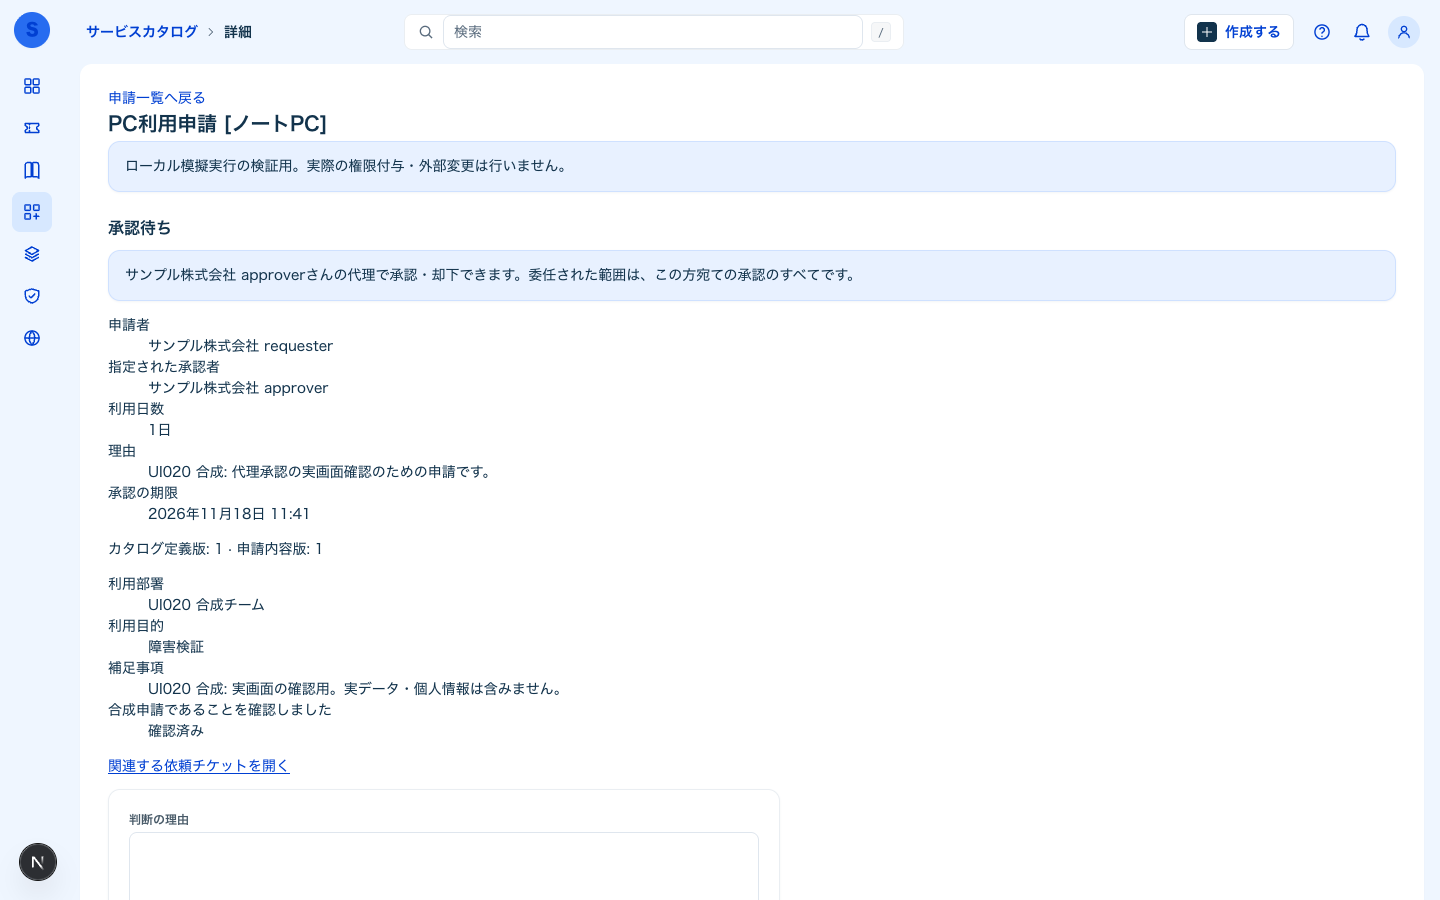 S
サービスカタログ > 詳細
検索
/
作成する
申請一覧へ戻る
PC利用申請 [ノートPC]
ローカル模擬実行の検証用。実際の権限付与・外部変更は行いません。
承認待ち
サンプル株式会社 approverさんの代理で承認・却下できます。委任された範囲は、この方宛ての承認のすべてです。
申請者
サンプル株式会社 requester
指定された承認者
サンプル株式会社 approver
利用日数
1日
理由
UI020 合成: 代理承認の実画面確認のための申請です。
承認の期限
2026年11月18日 11:41
カタログ定義版: 1 · 申請内容版: 1
利用部署
UI020 合成チーム
利用目的
障害検証
補足事項
UI020 合成: 実画面の確認用。実データ・個人情報は含みません。
合成申請であることを確認しました
確認済み
関連する依頼チケットを開く
判断の理由
N